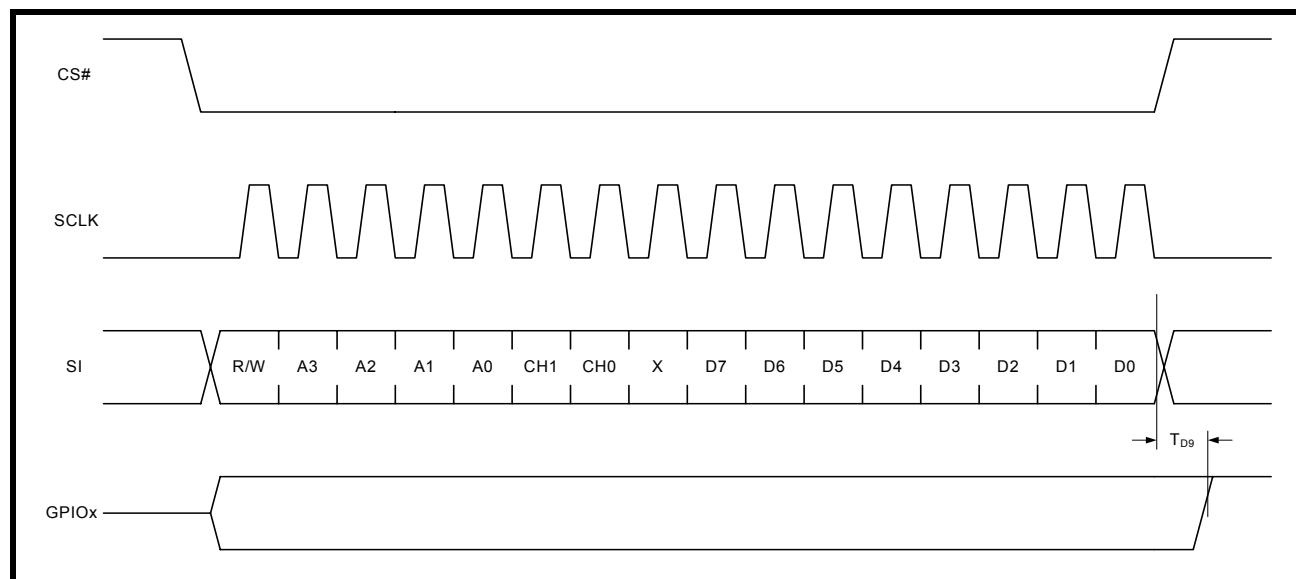 CS#
SCLK
SI R/W A3 A2 A1 A0 CH1 CH0 X D7 D6 D5 D4 D3 D2 D1 D0
TD9
GPIOx